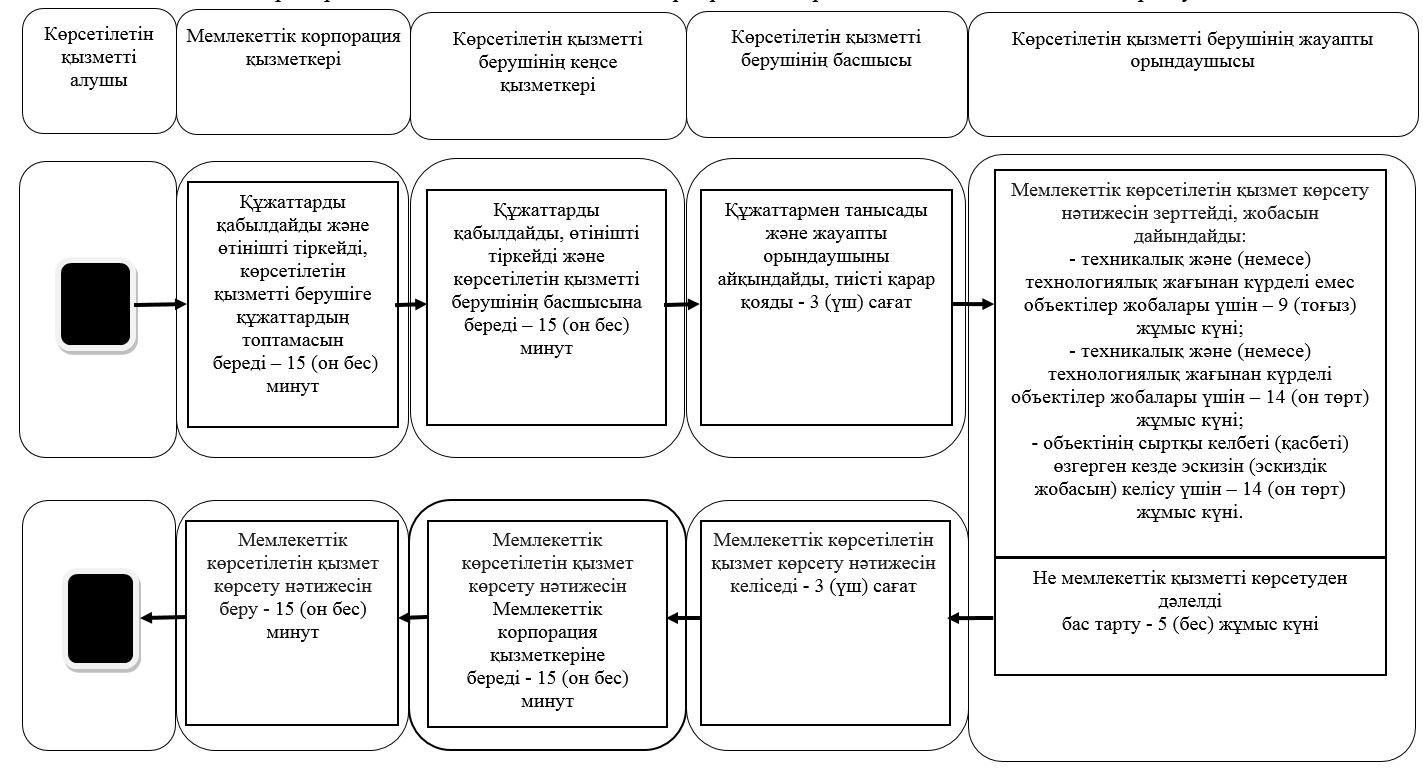 Көрсетілетін
қызметті
алушы
Мемлекеттік корпорация
қызметкері
Көрсетілетін қызметті
берушінің кеңсе
қызметкері
Көрсетілетін қызметті
берушінің басшысы
Көрсетілетін қызметті берушінің жауапты
орындаушысы
Құжаттарды
қабылдайды және
өтінішті тіркейді,
көрсетілетін
қызметті берушіге
құжаттардың
топтамасын
береді – 15 (он бес)
минут
Құжаттарды
қабылдайды, өтінішті
тіркейді және
көрсетілетін қызметті
берушінің басшысына
береді – 15 (он бес)
минут
Құжаттармен танысады
және жауапты
орындаушыны
айқындайды, тиісті қарар
қояды - 3 (үш) сағат
Мемлекеттік көрсетілетін қызмет көрсету
нәтижесін зерттейді, жобасын
дайындайды:
- техникалық және (немесе)
технологиялық жағынан күрделі емес
объектілер жобалары үшін – 9 (тоғыз)
жұмыс күні;
- техникалық және (немесе)
технологиялық жағынан күрделі
объектілер жобалары үшін – 14 (он төрт)
жұмыс күні;
- объектінің сыртқы келбеті (қасбеті)
өзгерген кезде эскизін (эскиздік
жобасын) келісу үшін – 14 (он төрт)
жұмыс күні.
Мемлекеттік
көрсетілетін қызмет
көрсету нәтижесін
беру - 15 (он бес)
минут
Мемлекеттік
көрсетілетін қызмет
көрсету нәтижесін
Мемлекеттік
корпорация
қызметкеріне
береді - 15 (он бес)
минут
Мемлекеттік көрсетілетін
қызмет көрсету нәтижесін
келіседі - 3 (үш) сағат
Не мемлекеттік қызметті көрсетуден
дәлелді
бас тарту - 5 (бес) жұмыс күні